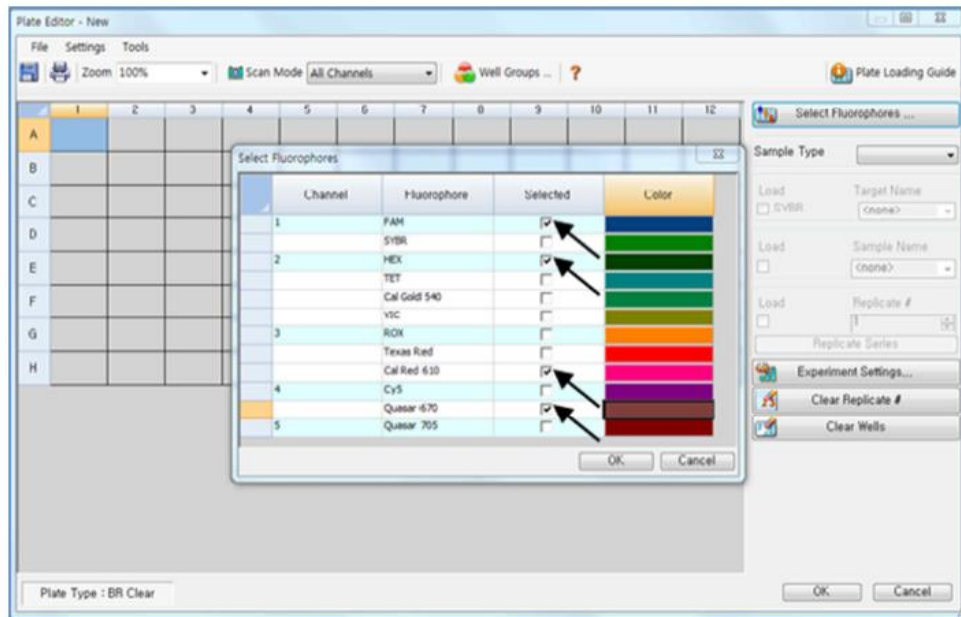 Plate Editor - New
File Settings Tools
Zoom 100% Scan Mode All Channels Well Groups ... ? Plate Loading Guide
1 2 3 4 5 6 7 8 9 10 11 12
A
B
C
D
E
F
G
H
Select Fluorophores
Channel Fluorophore Selected Color
1 FAM
SYBR
2 HEX
TET
Cal Gold 540
VIC
3 ROX
Texas Red
Cal Red 610
4 Cy5
Quasar 670
5 Quasar 705
OK Cancel
Select Fluorophores ...
Sample Type
Load Target Name
SYBR <none>
Load Sample Name
<none>
Load Replicate #
1
Replicate Series
Experiment Settings...
Clear Replicate #
Clear Wells
Plate Type : BR Clear
OK Cancel